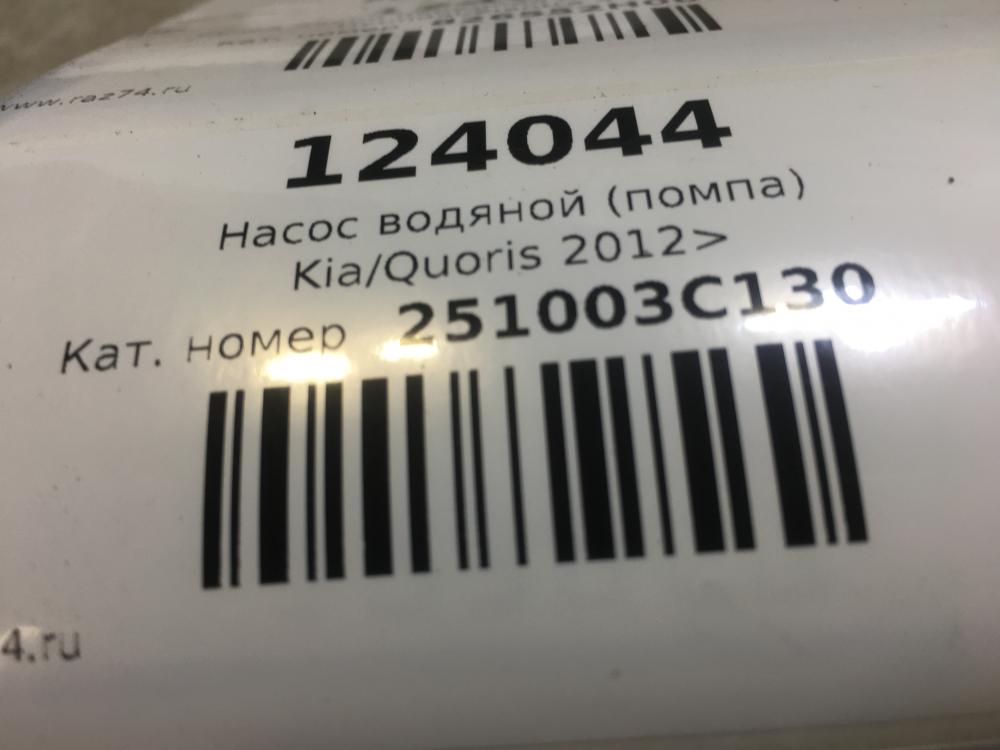 www.raz74.ru
124044
Насос водяной (помпа)
Kia/Quoris 2012>
Кат. номер 251003C130
4.ru